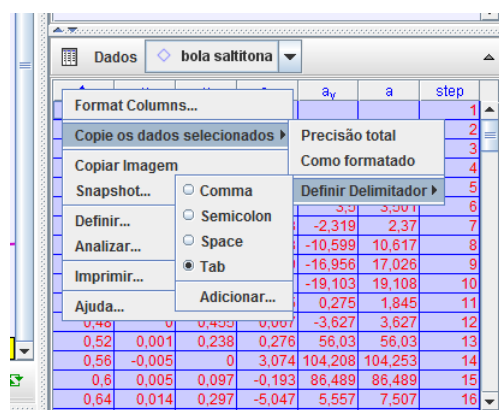 Dados bola saltitona
a_y a step
Format Columns... 1
Copie os dados selecionados Precisão total 2
3
Copiar Imagem Como formatado 4
Snapshot... Comma Definir Delimitador 5
3,5 3,501 6
Definir... Semicolon -2,319 2,37 7
Analizar... Space -10,599 10,617 8
Tab -16,956 17,026 9
Imprimir... -19,103 19,108 10
Ajuda... Adicionar... 0,275 1,845 11
0,48 0 0,455 0,067 -3,627 3,627 12
0,52 0,001 0,238 0,276 56,03 56,03 13
0,56 -0,005 0 3,074 104,208 104,253 14
0,6 0,005 0,097 -0,193 86,489 86,489 15
0,64 0,014 0,297 -5,047 5,557 7,507 16